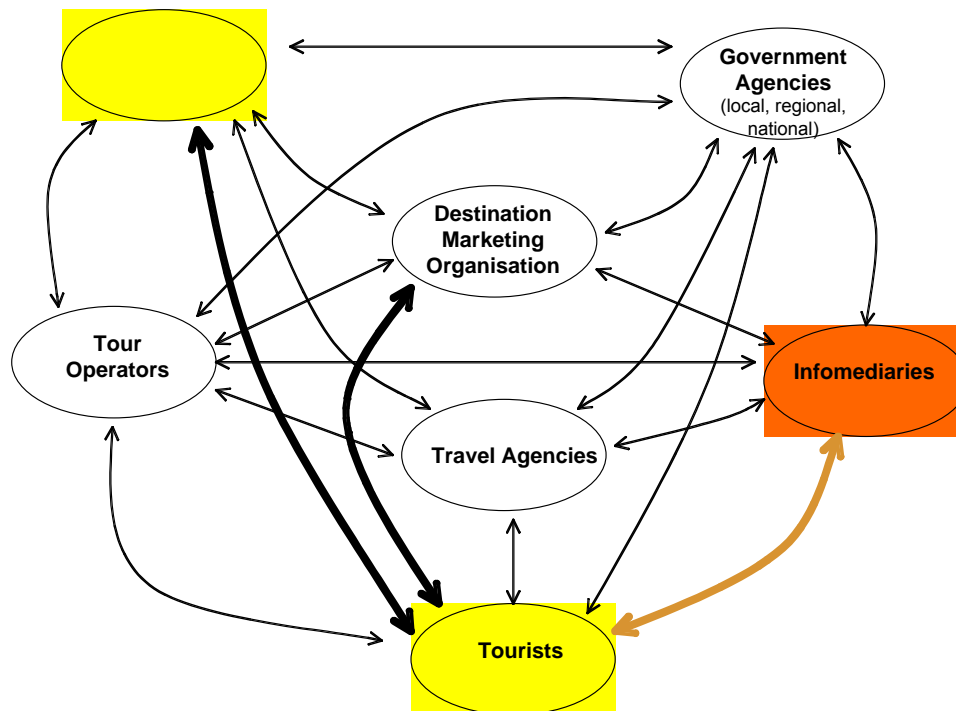 Government
Agencies
(local, regional,
national)
Destination
Marketing
Organisation
Tour
Operators
Infomediaries
Travel Agencies
Tourists